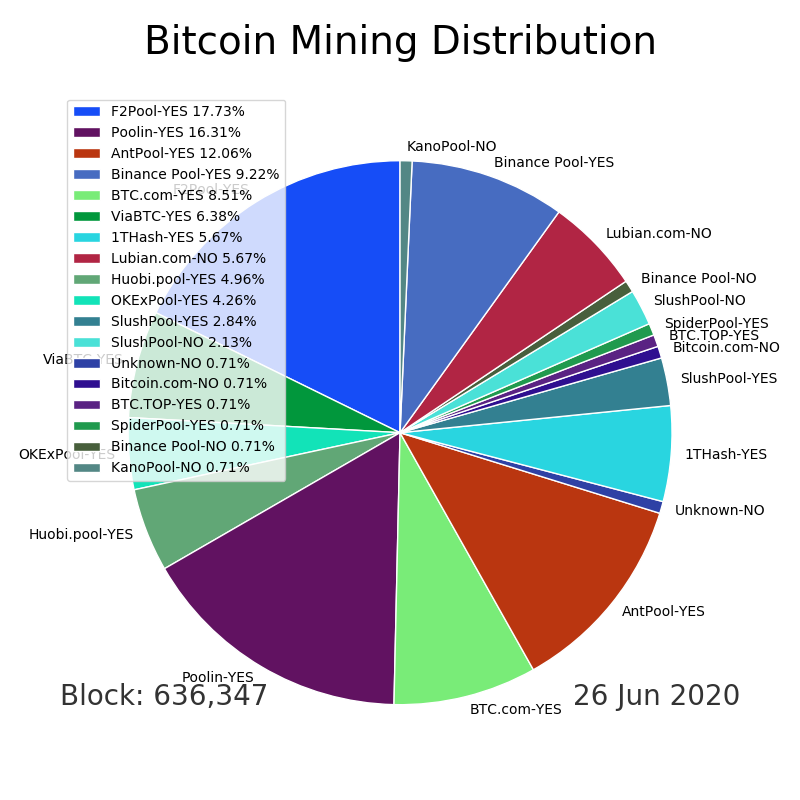 Bitcoin Mining Distribution
F2Pool-YES 17.73%
Poolin-YES 16.31%
AntPool-YES 12.06%
Binance Pool-YES 9.22%
BTC.com-YES 8.51%
ViaBTC-YES 6.38%
1THash-YES 5.67%
Lubian.com-NO 5.67%
Huobi.pool-YES 4.96%
OKExPool-YES 4.26%
SlushPool-YES 2.84%
SlushPool-NO 2.13%
Unknown-NO 0.71%
Bitcoin.com-NO 0.71%
BTC.TOP-YES 0.71%
SpiderPool-YES 0.71%
Binance Pool-NO 0.71%
KanoPool-NO 0.71%
KanoPool-NO
Binance Pool-YES
Lubian.com-NO
Binance Pool-NO
SlushPool-NO
SpiderPool-YES
BTC.TOP-YES
Bitcoin.com-NO
SlushPool-YES
1THash-YES
Unknown-NO
AntPool-YES
BTC.com-YES
Poolin-YES
Huobi.pool-YES
OKExPool-YES
ViaBTC-YES
F2Pool-YES
Block: 636,347
26 Jun 2020